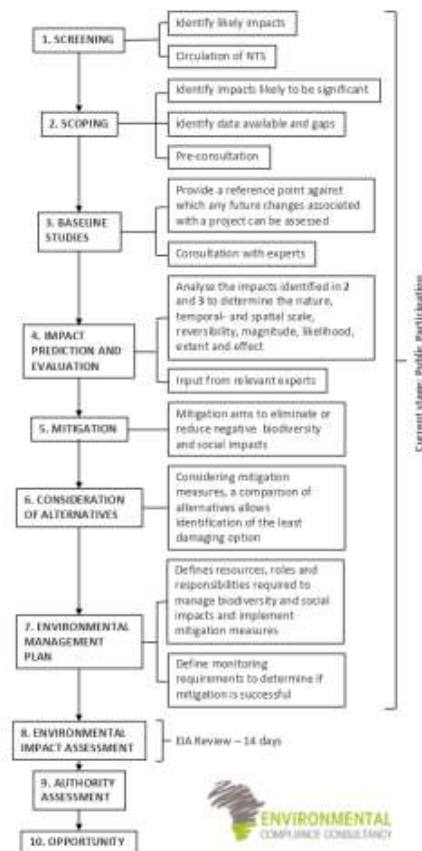 Identify likely impacts
1. SCREENING
Circulation of NTS
Identify impacts likely to be significant
2. SCOPING
Identify data available and gaps
Pre-consultation
Provide a reference point against
which any future changes associated
with a project can be assessed
3. BASELINE
STUDIES
Consultation with experts
Analyse the impacts identified in 2
and 3 to determine the nature,
temporal- and spatial scale,
reversibility, magnitude, likelihood,
extent and effect
4. IMPACT
PREDICTION AND
EVALUATION
Input from relevant experts
5. MITIGATION
Mitigation aims to eliminate or
reduce negative biodiversity
and social impacts
6. CONSIDERATION
OF ALTERNATIVES
Considering mitigation
measures, a comparison of
alternatives allows
identification of the least
damaging option
Defines resources, roles and
responsibilities required to
manage biodiversity and social
impacts and implement
mitigation measures
7. ENVIRONMENTAL
MANAGEMENT
PLAN
Define monitoring
requirements to determine if
mitigation is successful
Current stage: Public Participation
8. ENVIRONMENTAL
IMPACT ASSESSMENT
EIA Review – 14 days
9. AUTHORITY
ASSESSMENT
10. OPPORTUNITY
ENVIRONMENTAL
COMPLIANCE CONSULTANCY